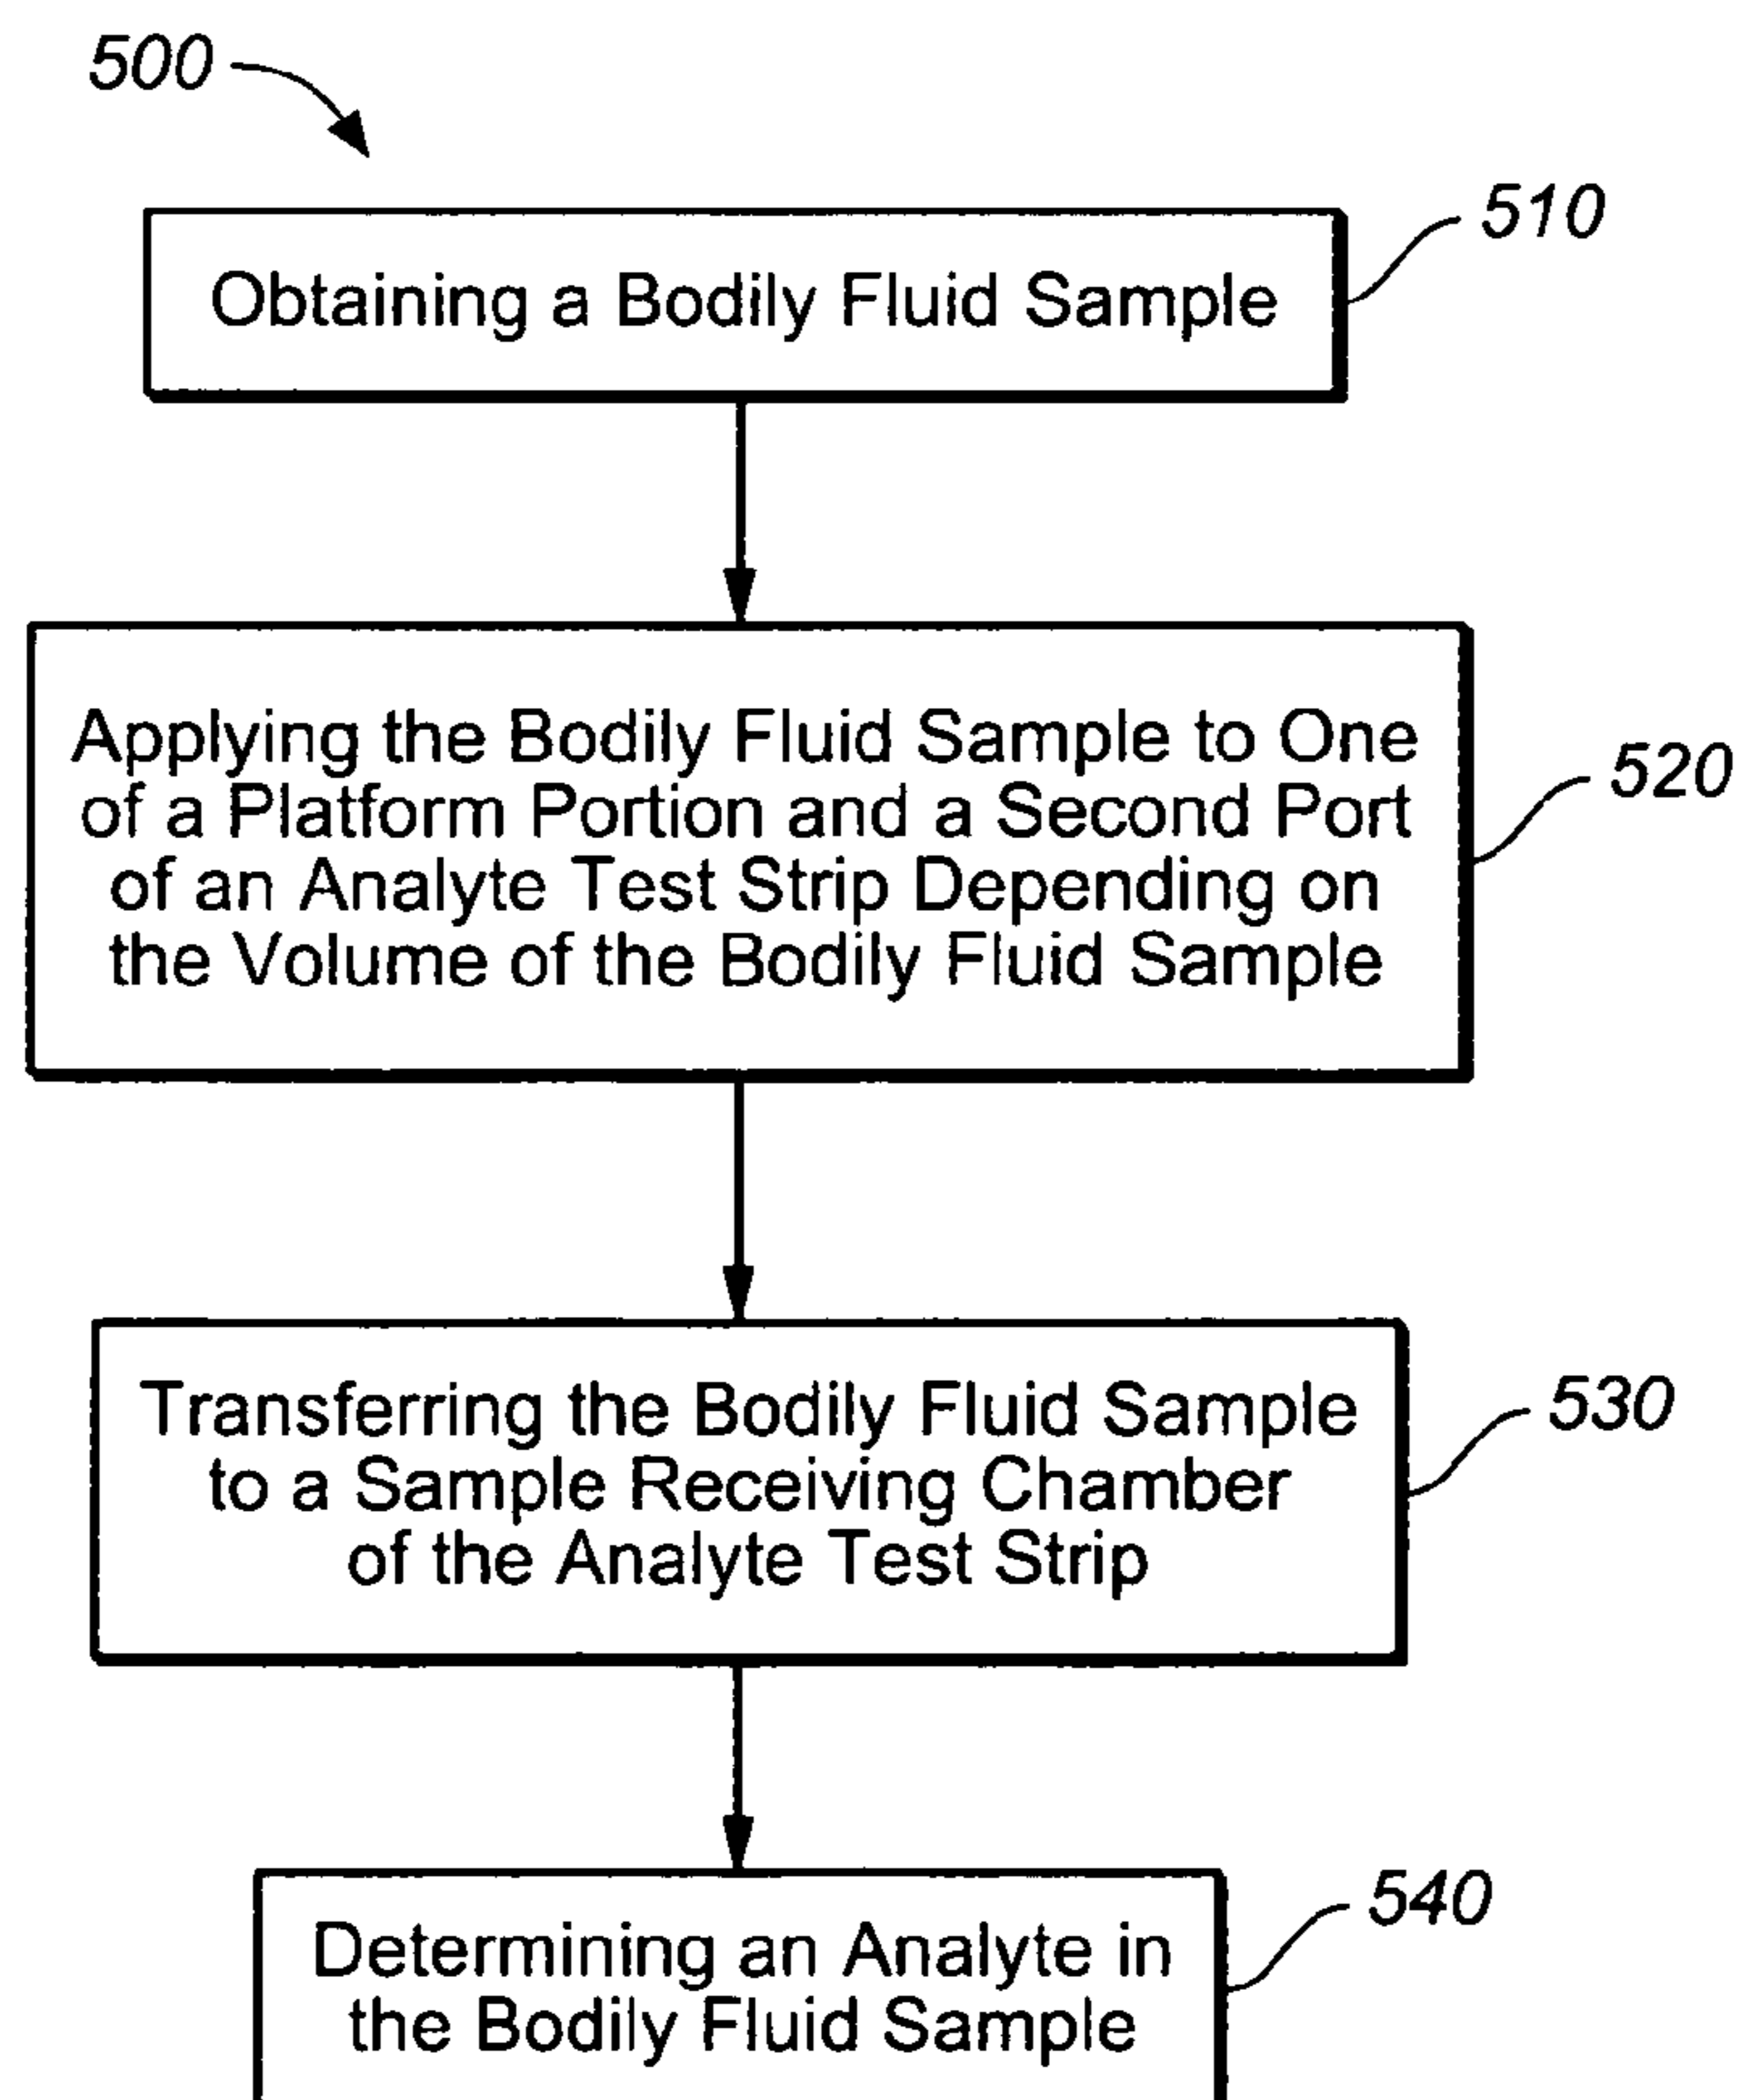 500
510
Obtaining a Bodily Fluid Sample
Applying the Bodily Fluid Sample to One
of a Platform Portion and a Second Port
of an Analyte Test Strip Depending on
the Volume of the Bodily Fluid Sample
520
Transferring the Bodily Fluid Sample
to a Sample Receiving Chamber
of the Analyte Test Strip
530
540
Determining an Analyte in
the Bodily Fluid Sample